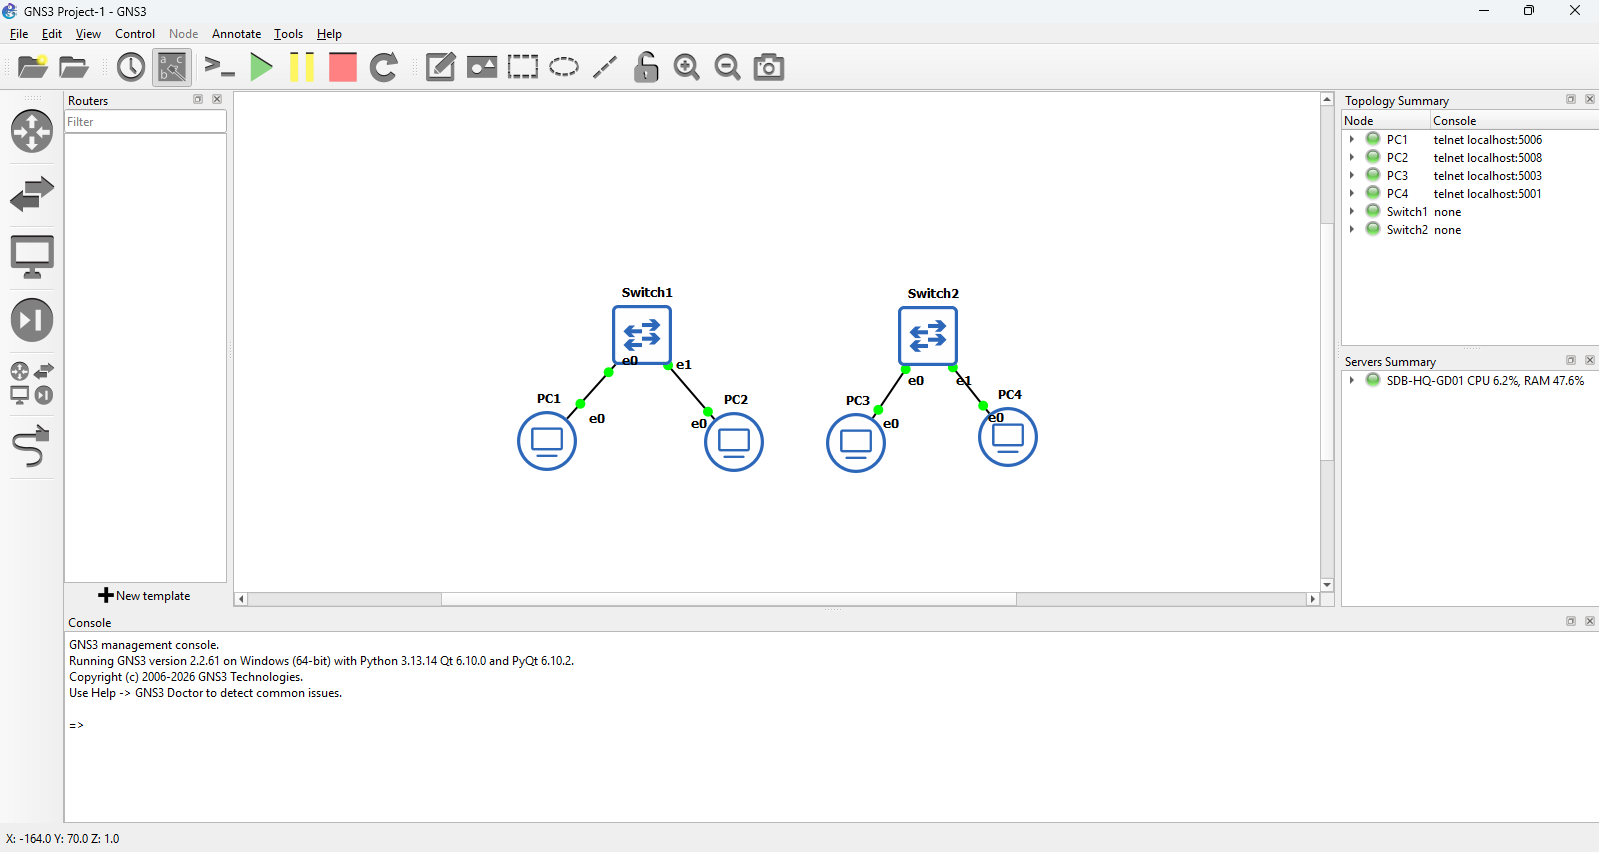 GNS3 Project-1 - GNS3
File Edit View Control Node Annotate Tools Help
Routers
Filter
New template
Switch1
e0
e1
PC1
e0
PC2
e0
Switch2
e0
e1
PC3
e0
PC4
e0
Topology Summary
Node Console
PC1 telnet localhost:5006
PC2 telnet localhost:5008
PC3 telnet localhost:5003
PC4 telnet localhost:5001
Switch1 none
Switch2 none
Servers Summary
SDB-HQ-GD01 CPU 6.2%, RAM 47.6%
Console
GNS3 management console.
Running GNS3 version 2.2.61 on Windows (64-bit) with Python 3.13.14 Qt 6.10.0 and PyQt 6.10.2.
Copyright (c) 2006-2026 GNS3 Technologies.
Use Help -> GNS3 Doctor to detect common issues.
=>
X: -164.0 Y: 70.0 Z: 1.0